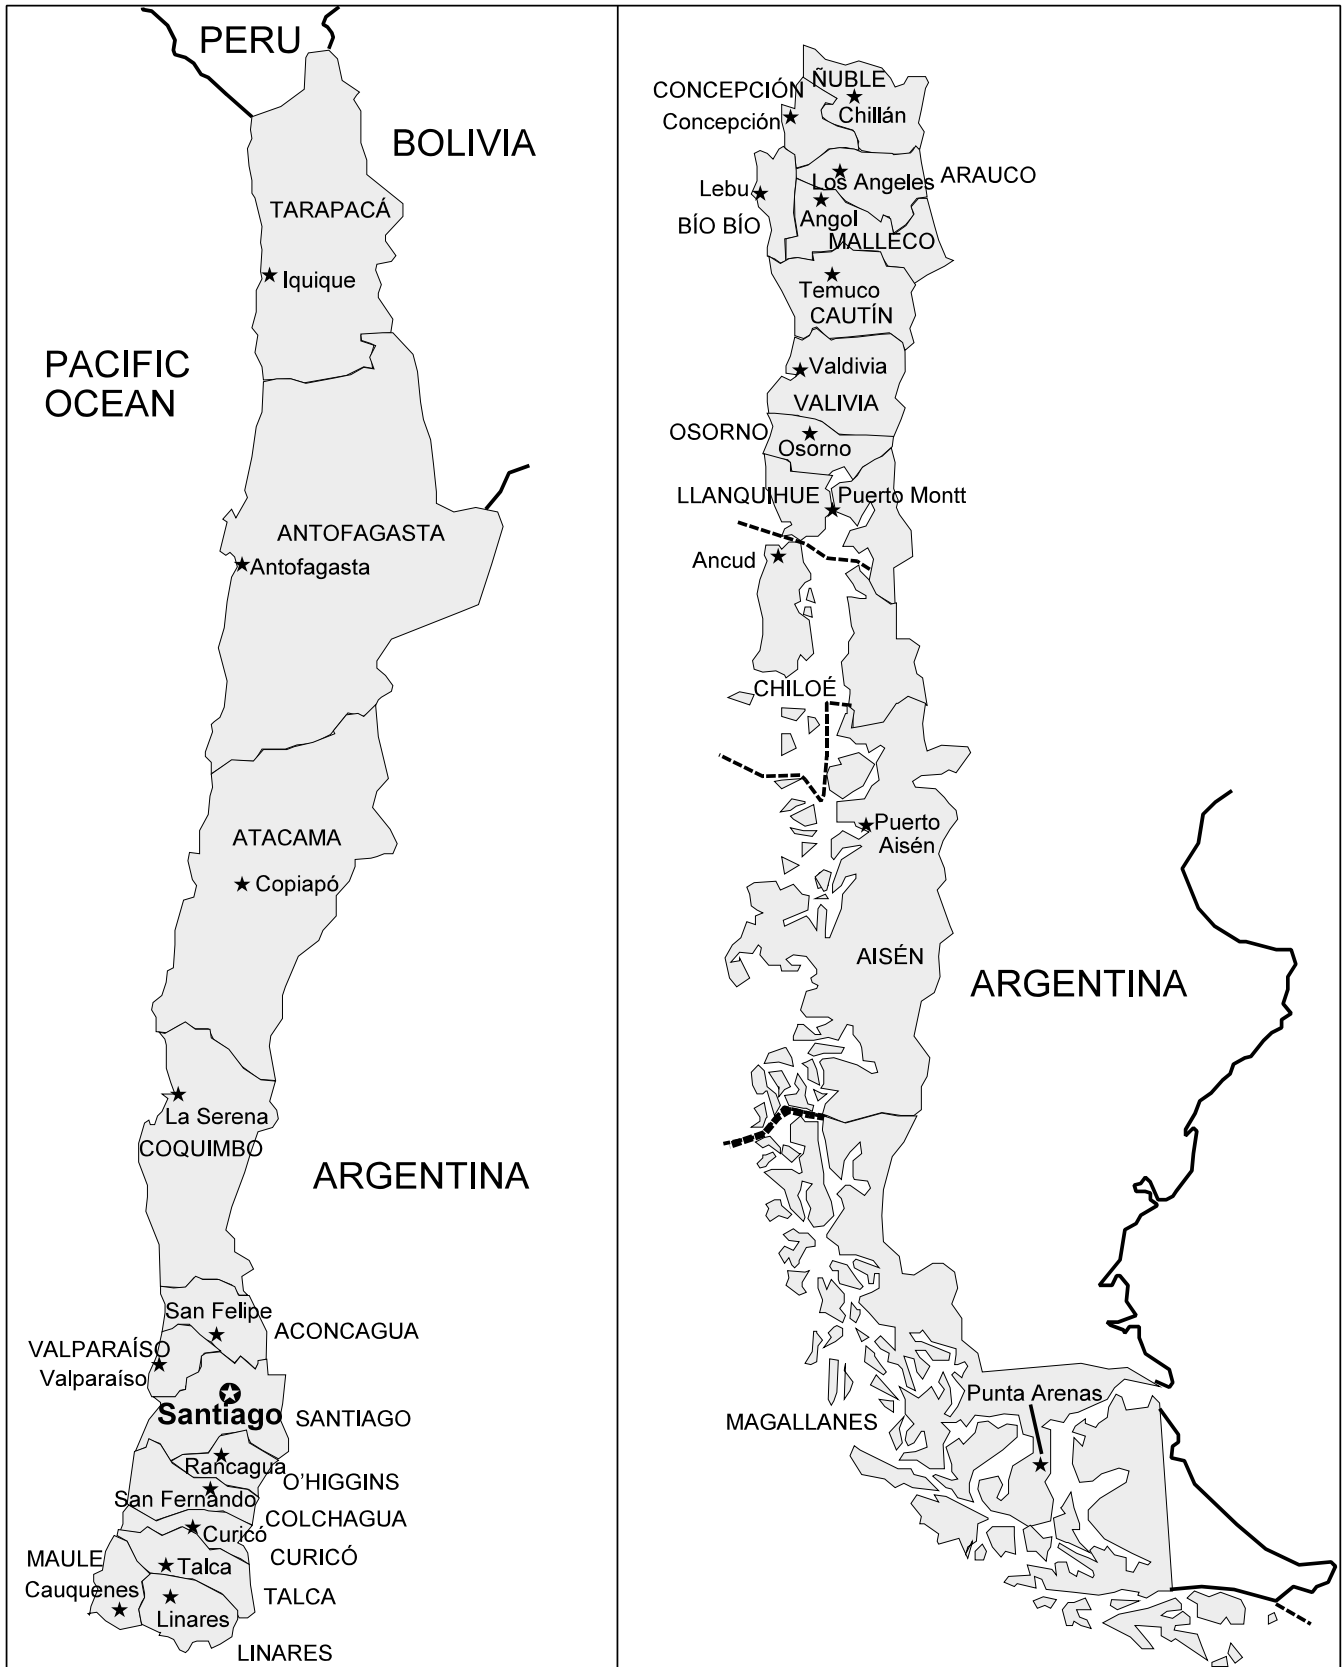 PERU
BOLIVIA
TARAPACÁ
Iquique
PACIFIC
OCEAN
ANTOFAGASTA
Antofagasta
ATACAMA
Copiapó
La Serena
COQUIMBO
ARGENTINA
San Felipe
ACONCAGUA
VALPARAÍSO
Valparaíso
Santiago
SANTIAGO
Rancagua
O'HIGGINS
San Fernando
COLCHAGUA
Curicó
CURICÓ
MAULE
Talca
Cauquenes
TALCA
Linares
LINARES
ÑUBLE
CONCEPCIÓN
Chillán
Concepción
Los Angeles
ARAUCO
Lebu
Angol
BÍO BÍO
MALLECO
Temuco
CAUTÍN
Valdivia
VALIVIA
OSORNO
Osorno
LLANQUIHUE
Puerto Montt
Ancud
CHILOÉ
Puerto
Aisén
AISÉN
ARGENTINA
Punta Arenas
MAGALLANES